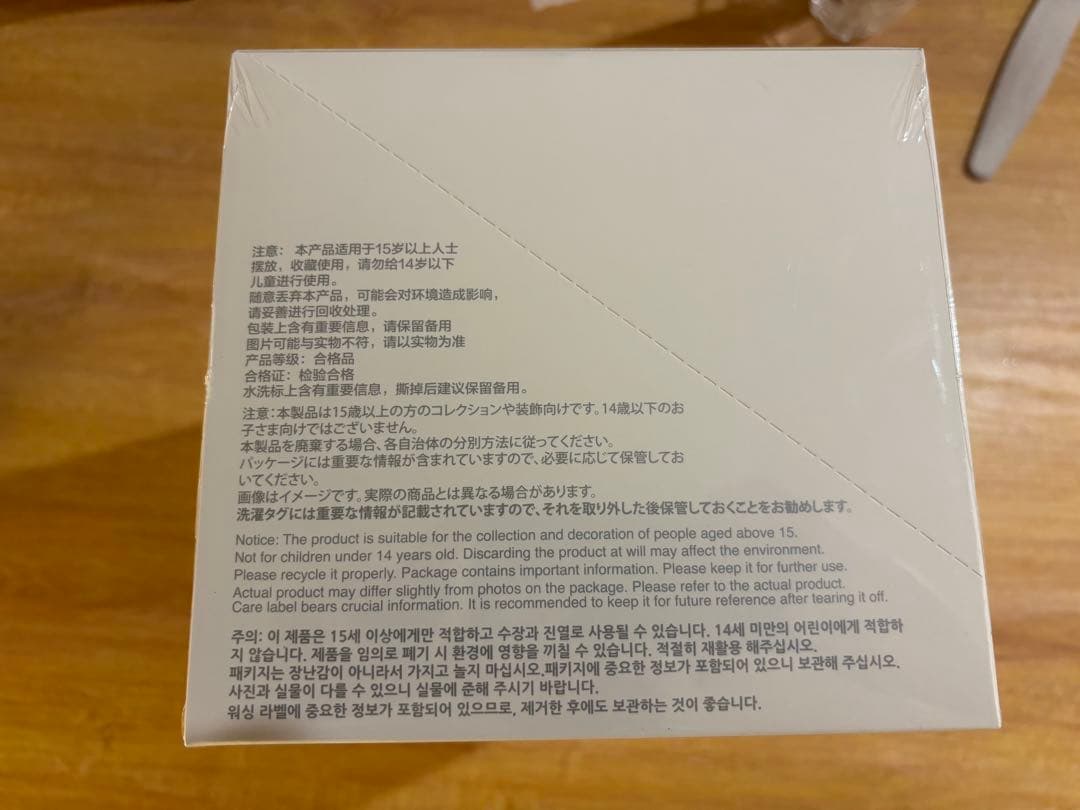 注意： 本产品适用于15岁以上人士
摆放，收藏使用，请勿给14岁以下
儿童进行使用。
随意丢弃本产品，可能会对环境造成影响，
请妥善进行回收处理。
包装上含有重要信息，请保留备用
图片可能与实物不符，请以实物为准
产品等级：合格品
合格证：检验合格
水洗标上含有重要信息，撕掉后建议保留备用。
注意：本製品は15歳以上の方のコレクションや装飾向けです。14歳以下のお
子さま向けではございません。
本製品を廃棄する場合、各自治体の分別方法に従ってください。
パッケージには重要な情報が含まれていますので、必要に応じて保管してお
いてください。
画像はイメージです。実際の商品とは異なる場合があります。
洗濯タグには重要な情報が記載されていますので、それを取り外した後保管しておくことをお勧めします。
Notice: The product is suitable for the collection and decoration of people aged above 15.
Not for children under 14 years old. Discarding the product at will may affect the environment.
Please recycle it properly. Package contains important information. Please keep it for further use.
Actual product may differ slightly from photos on the package. Please refer to the actual product.
Care label bears crucial information. It is recommended to keep it for future reference after tearing it off.
주의: 이 제품은 15세 이상에게만 적합하고 수장과 진열로 사용될 수 있습니다. 14세 미만의 어린이에게 적합하
지 않습니다. 제품을 임의로 폐기 시 환경에 영향을 끼칠 수 있습니다. 적절히 재활용 해주십시오.
패키지는 장난감이 아니라서 가지고 놀지 마십시오.패키지에 중요한 정보가 포함되어 있으니 보관해 주십시오.
사진과 실물이 다를 수 있으니 실물에 준해 주시기 바랍니다.
워싱 라벨에 중요한 정보가 포함되어 있으므로, 제거한 후에도 보관하는 것이 좋습니다.